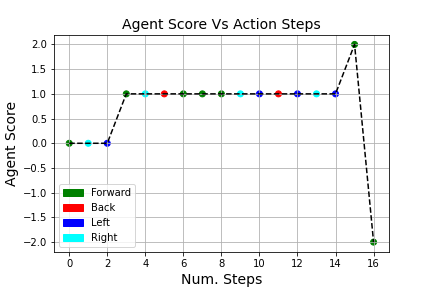 Agent Score Vs Action Steps
Agent Score
2.0
1.5
1.0
0.5
0.0
−0.5
−1.0
−1.5
−2.0
Forward
Back
Left
Right
0 2 4 6 8 10 12 14 16
Num. Steps